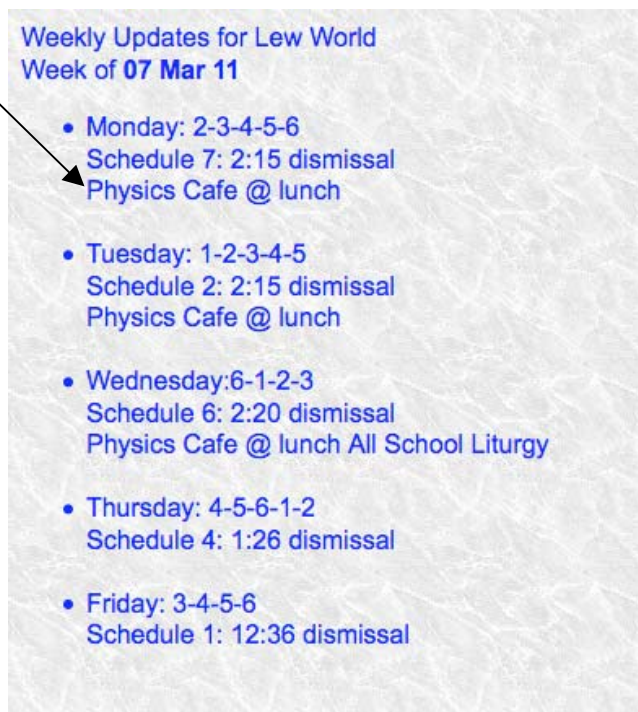 Weekly Updates for Lew World
Week of 07 Mar 11
• Monday: 2-3-4-5-6
Schedule 7: 2:15 dismissal
Physics Cafe @ lunch
• Tuesday: 1-2-3-4-5
Schedule 2: 2:15 dismissal
Physics Cafe @ lunch
• Wednesday:6-1-2-3
Schedule 6: 2:20 dismissal
Physics Cafe @ lunch All School Liturgy
• Thursday: 4-5-6-1-2
Schedule 4: 1:26 dismissal
• Friday: 3-4-5-6
Schedule 1: 12:36 dismissal